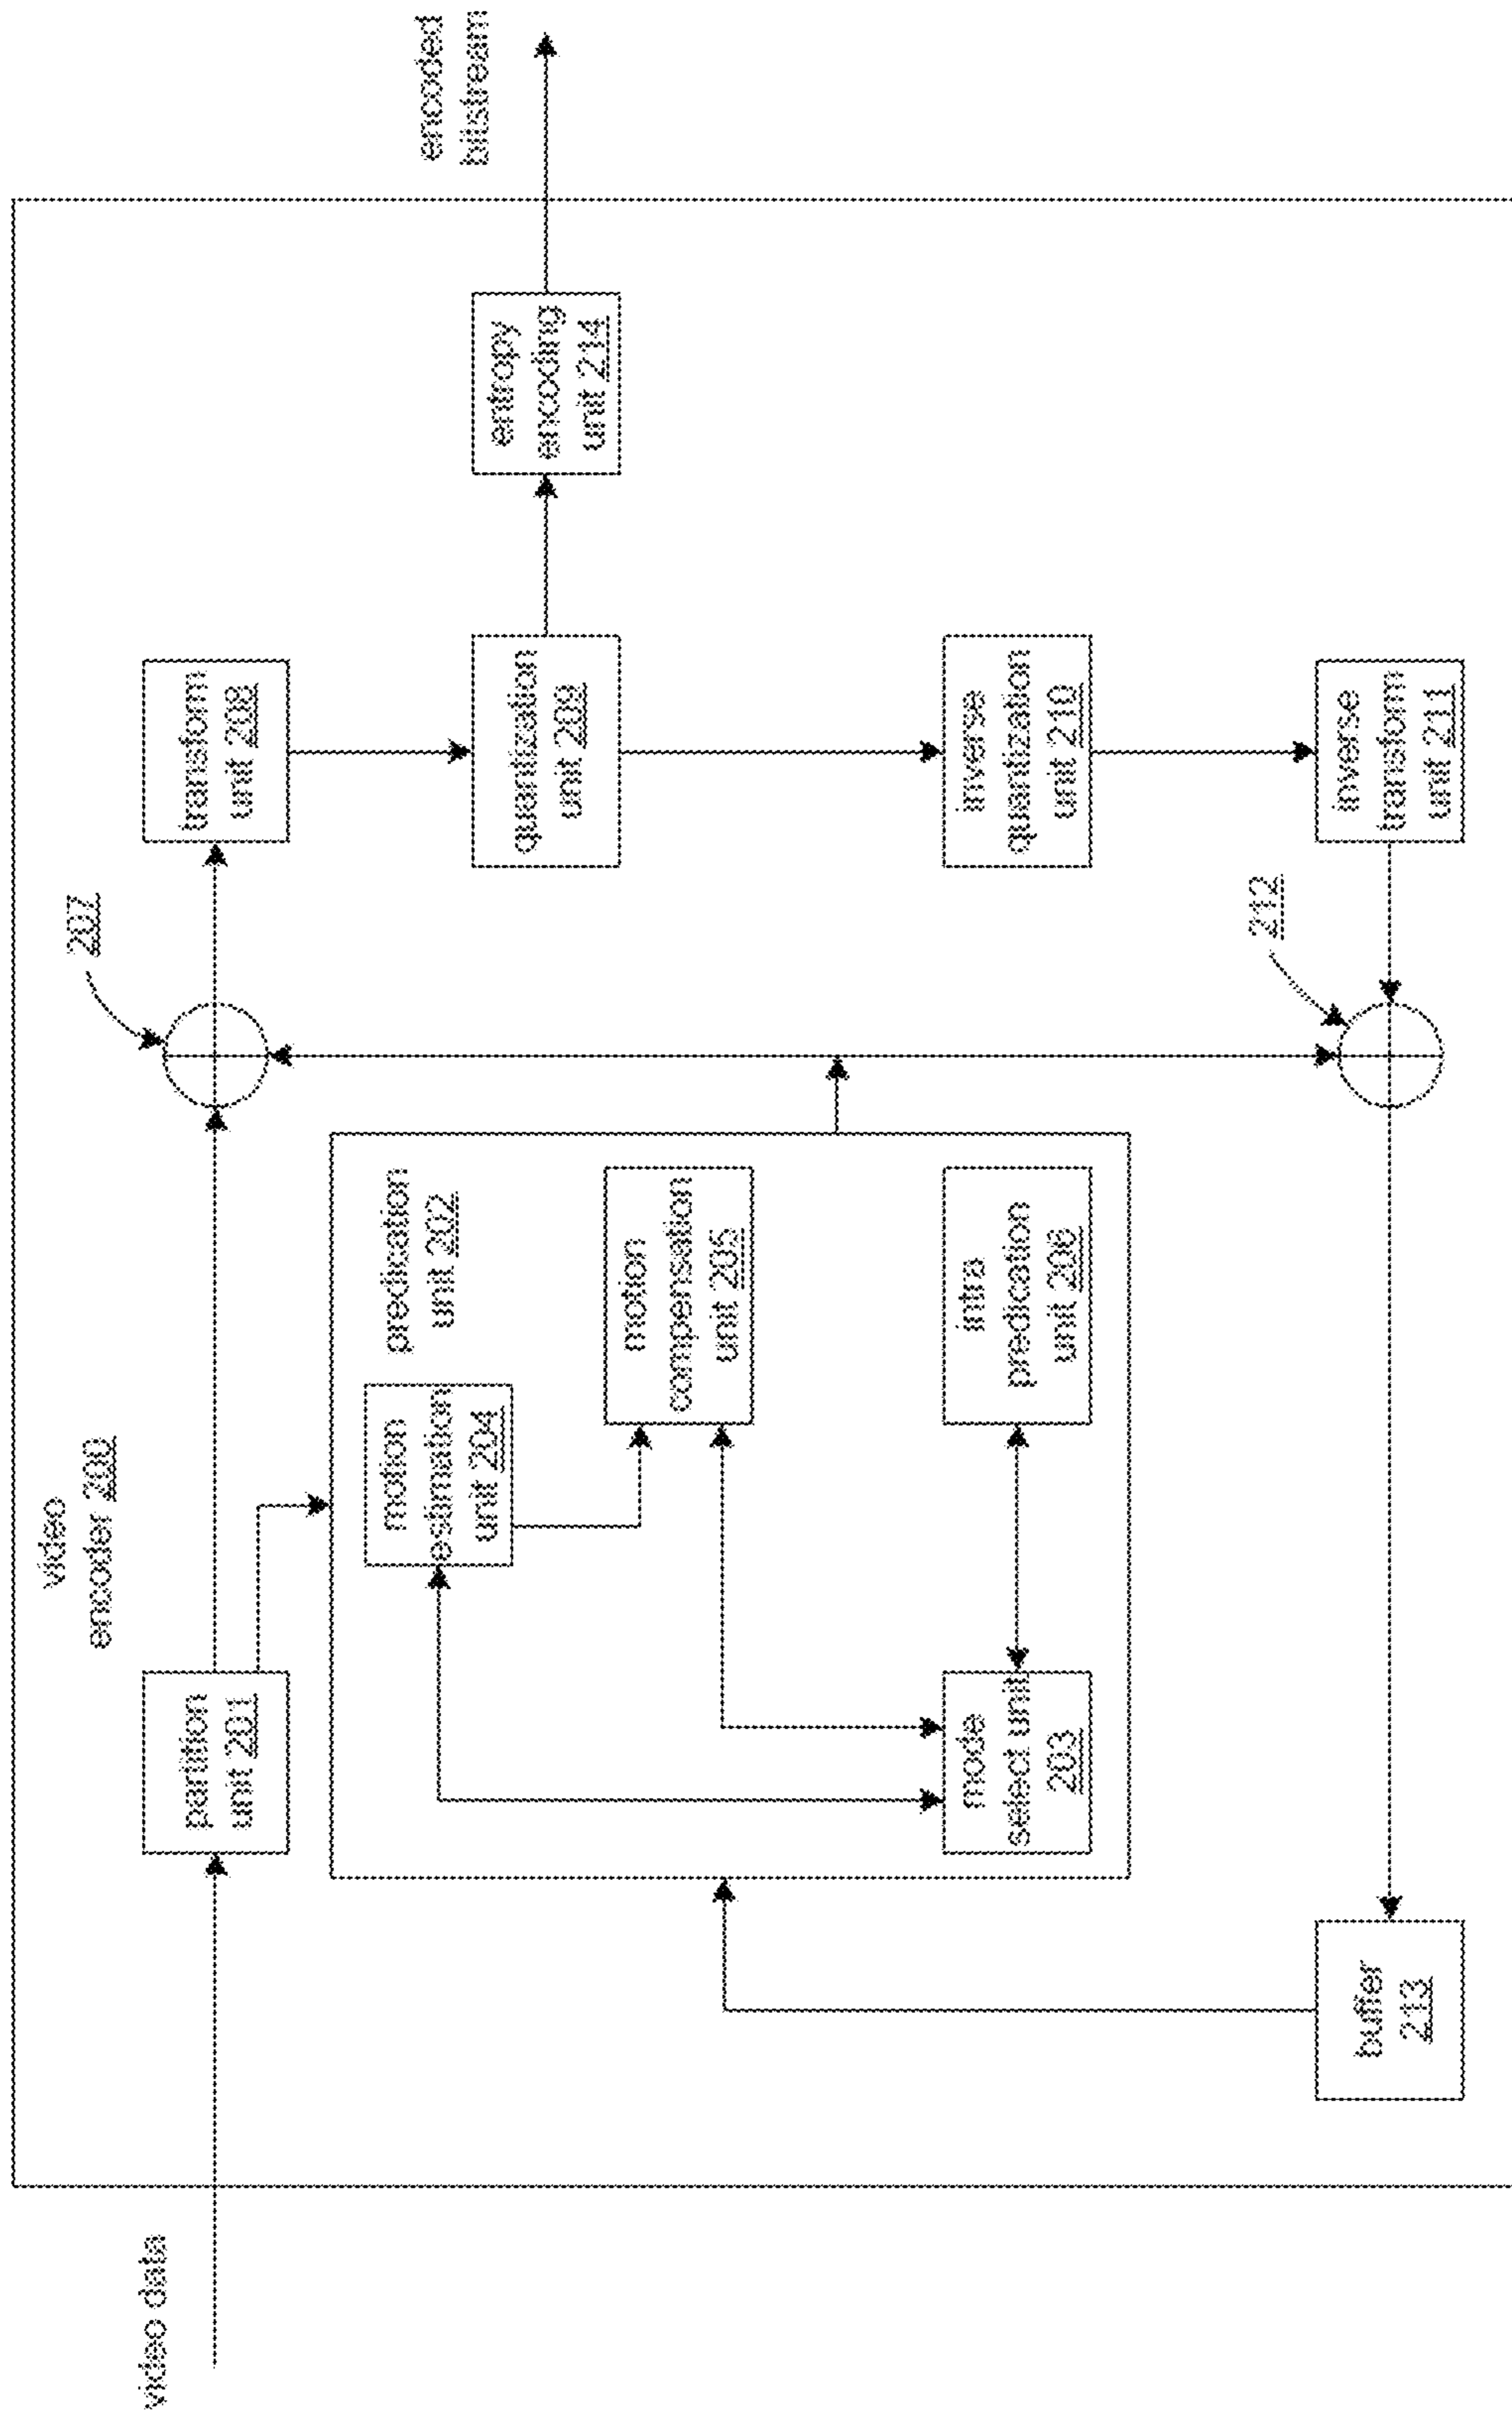 video data
video
encoder 200
partition
unit 201
207
transform
unit 208
encoded
bitstream
predication
unit 202
motion
estimation
unit 204
motion
compensation
unit 205
mode
select unit
203
intra
predication
unit 206
quantization
unit 209
entropy
encoding
unit 214
inverse
quantization
unit 210
buffer
213
212
inverse
transform
unit 211